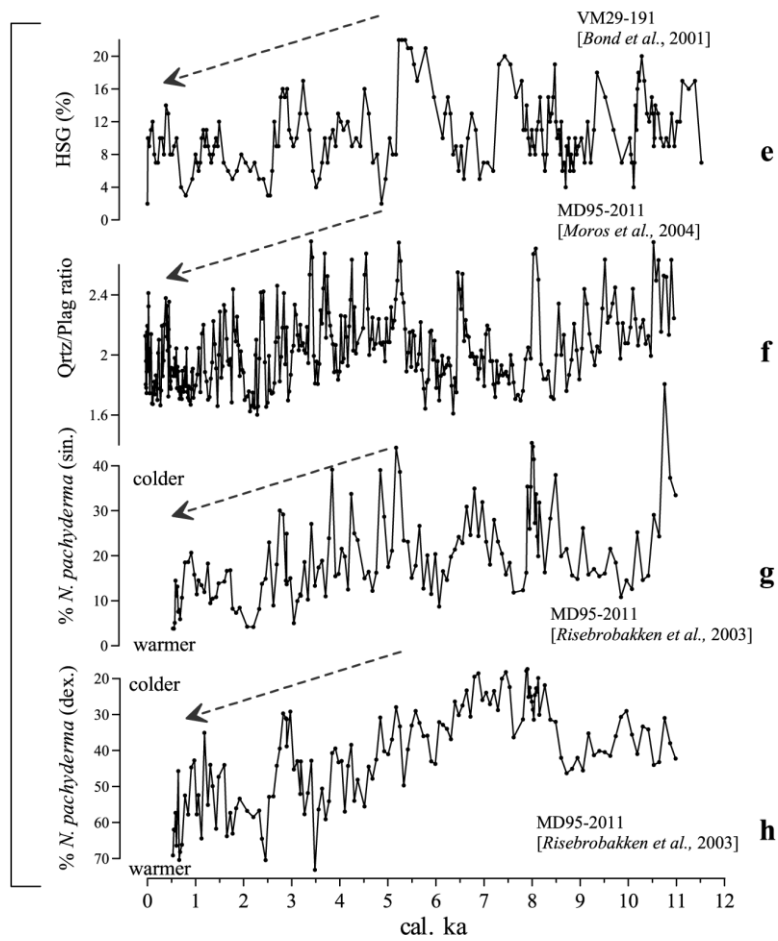 VM29-191
[Bond et al., 2001]
HSG (%)
20
16
12
8
4
0
e
MD95-2011
[Moros et al., 2004]
Qrtz/Plag ratio
2.4
2
1.6
f
% N. pachyderma (sin.)
40
30
20
10
0
colder
warmer
g
MD95-2011
[Risebrobakken et al., 2003]
% N. pachyderma (dex.)
20
30
40
50
60
70
colder
warmer
h
MD95-2011
[Risebrobakken et al., 2003]
0 1 2 3 4 5 6 7 8 9 10 11 12
cal. ka